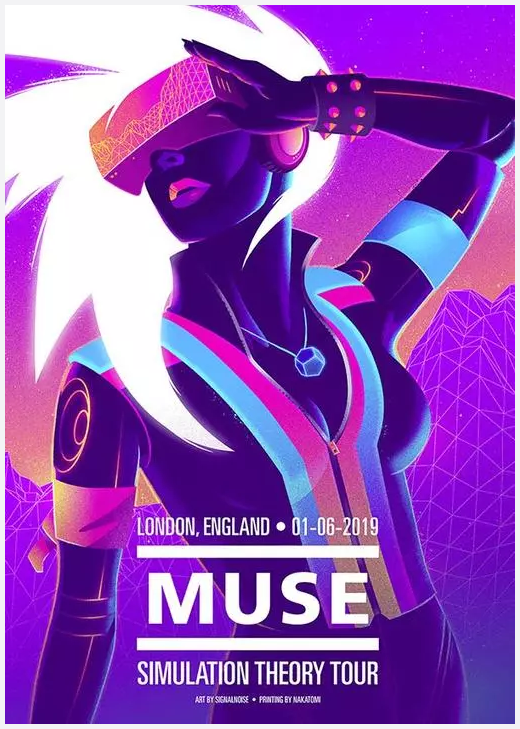 LONDON, ENGLAND • 01-06-2019
MUSE
SIMULATION THEORY TOUR
ART BY SIGNALNOISE • PRINTING BY NAKATOMI